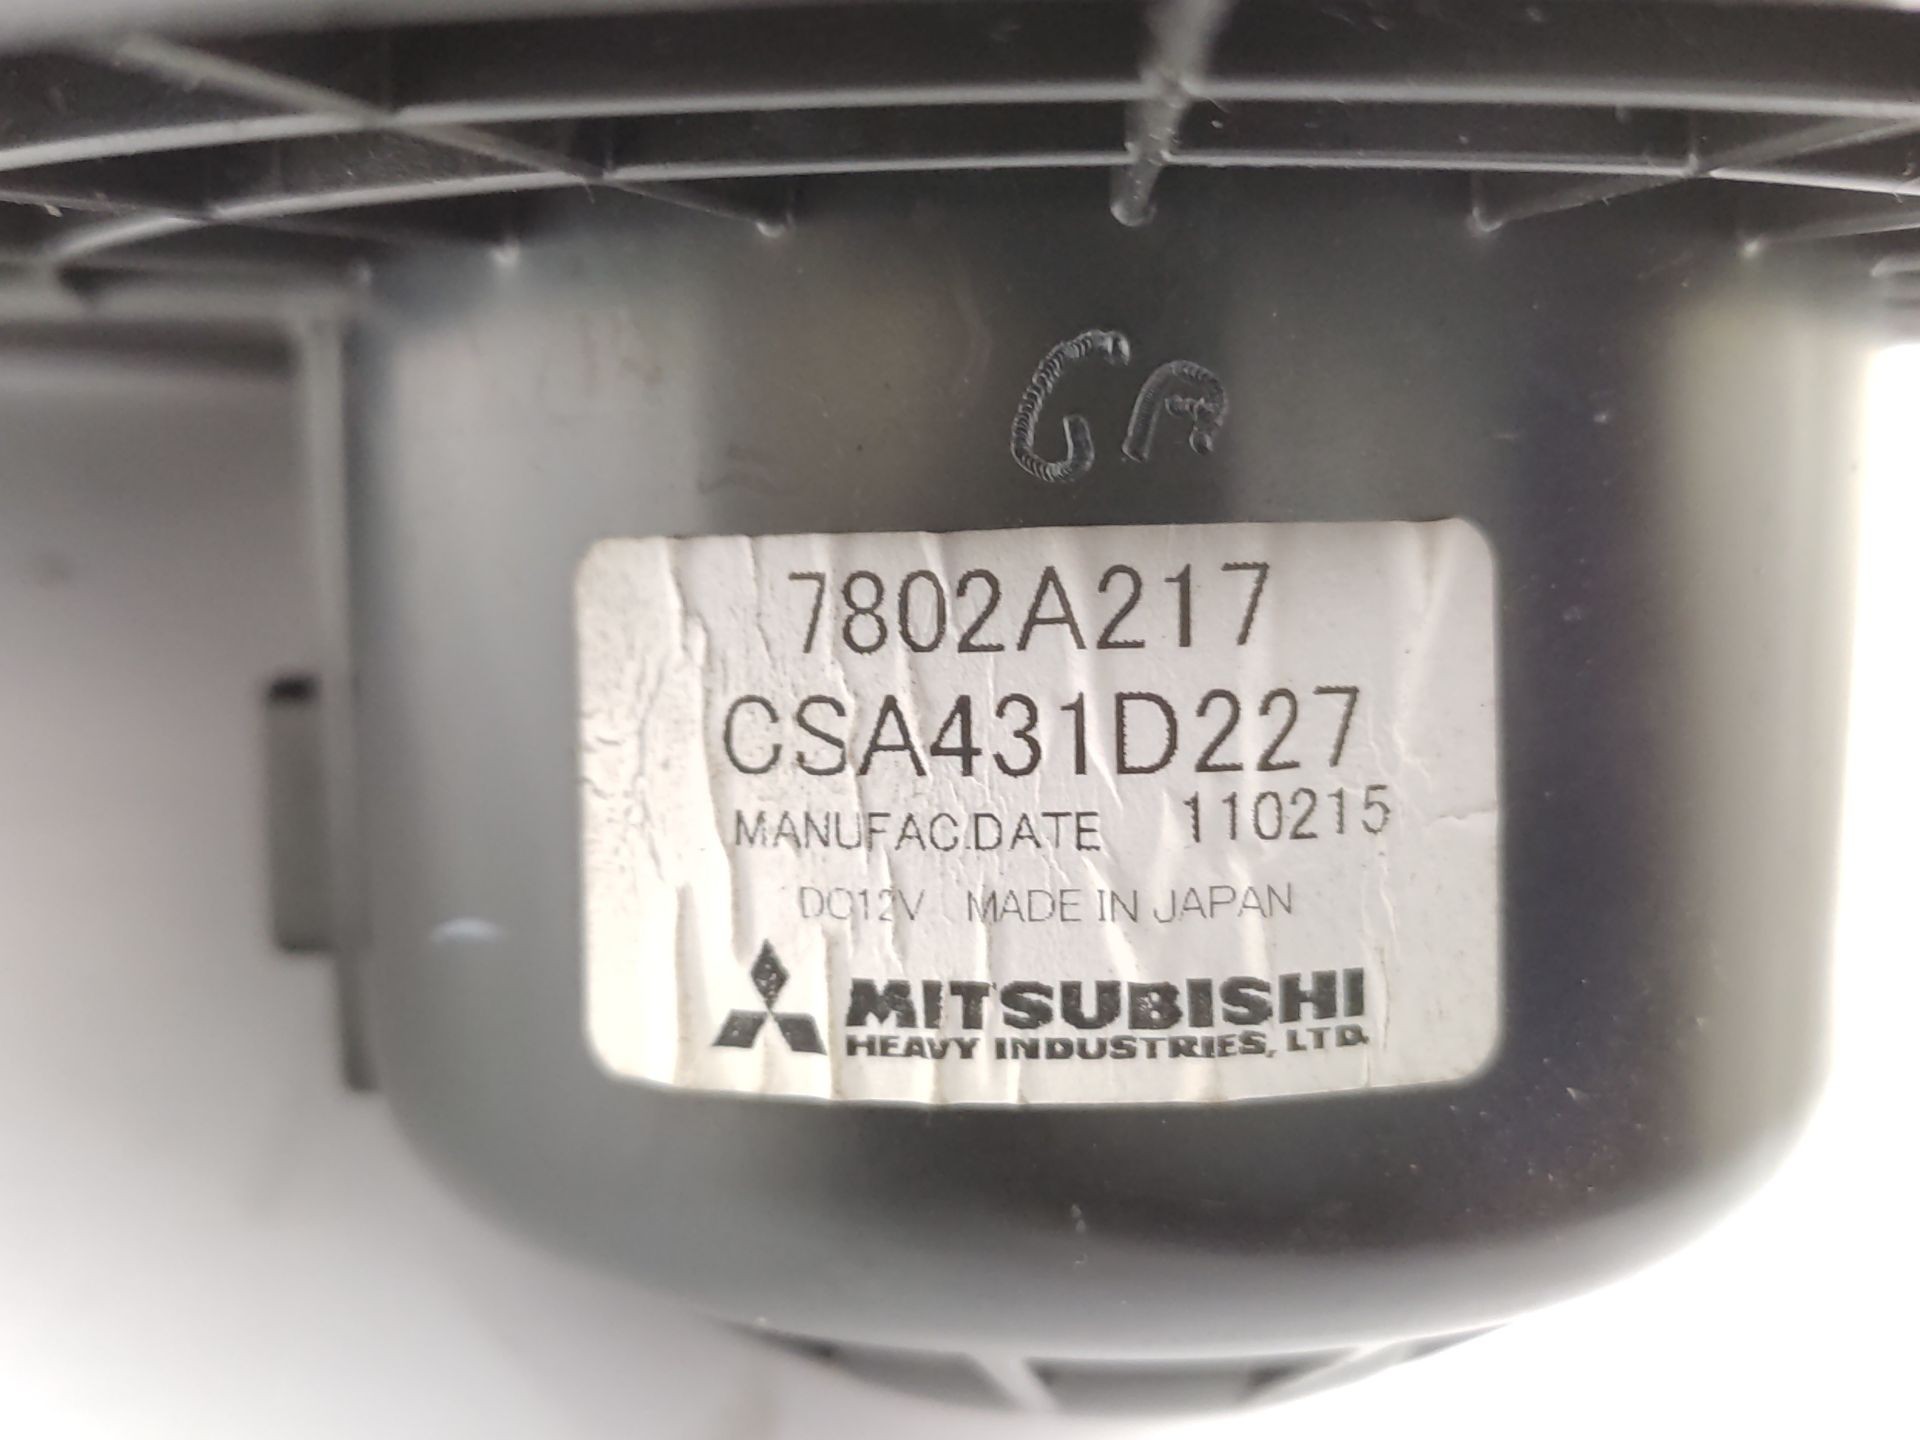 GA
7802A217
CSA431D227
MANUFAC.DATE 110215
DC12V MADE IN JAPAN
MITSUBISHI
HEAVY INDUSTRIES, LTD.